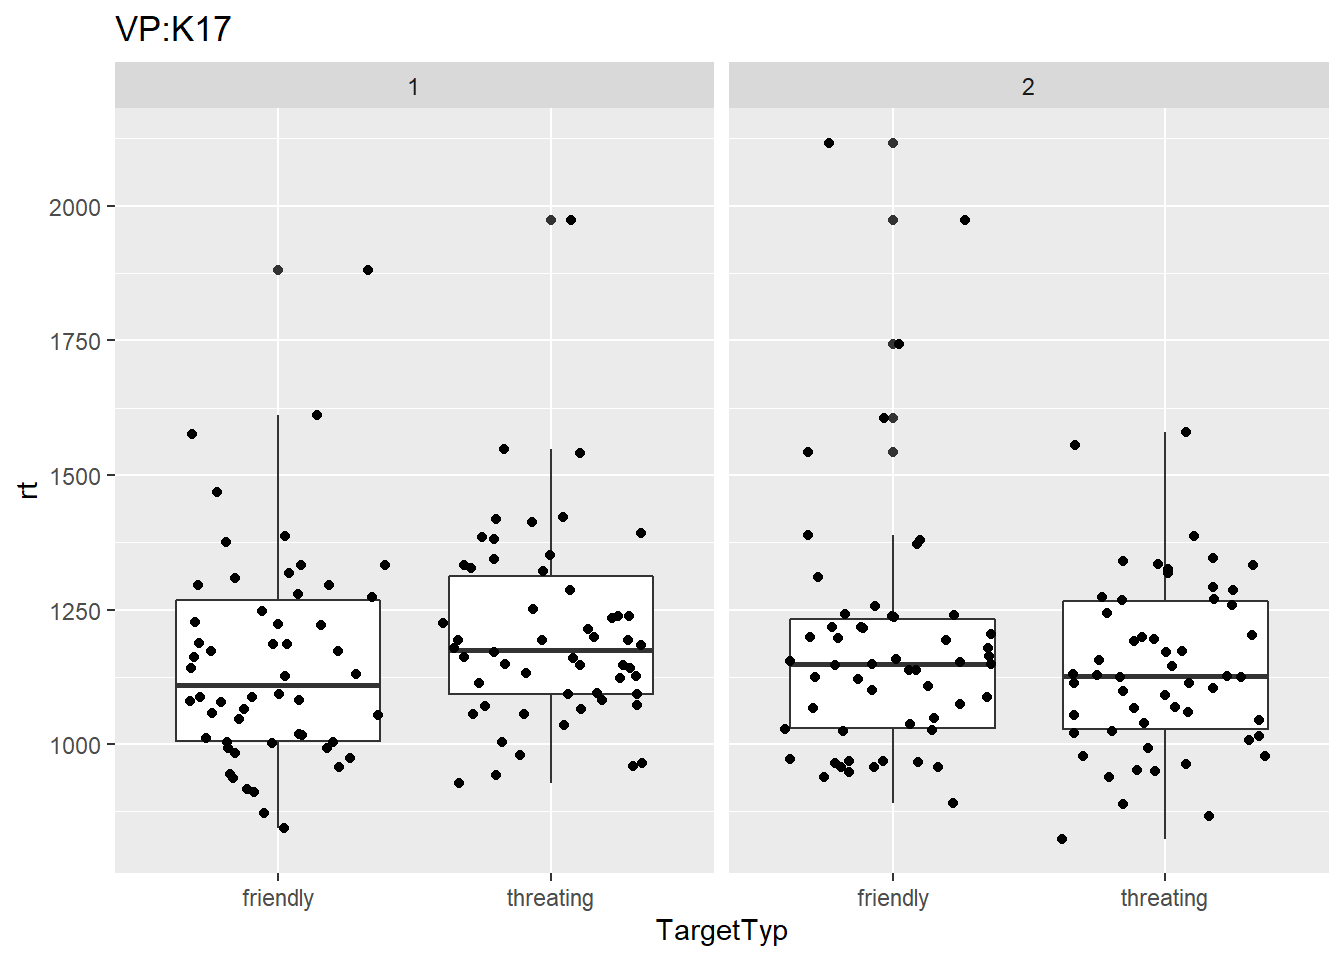 VP:K17
1
2
rt
2000
1750
1500
1250
1000
friendly
threating
friendly
threating
TargetTyp